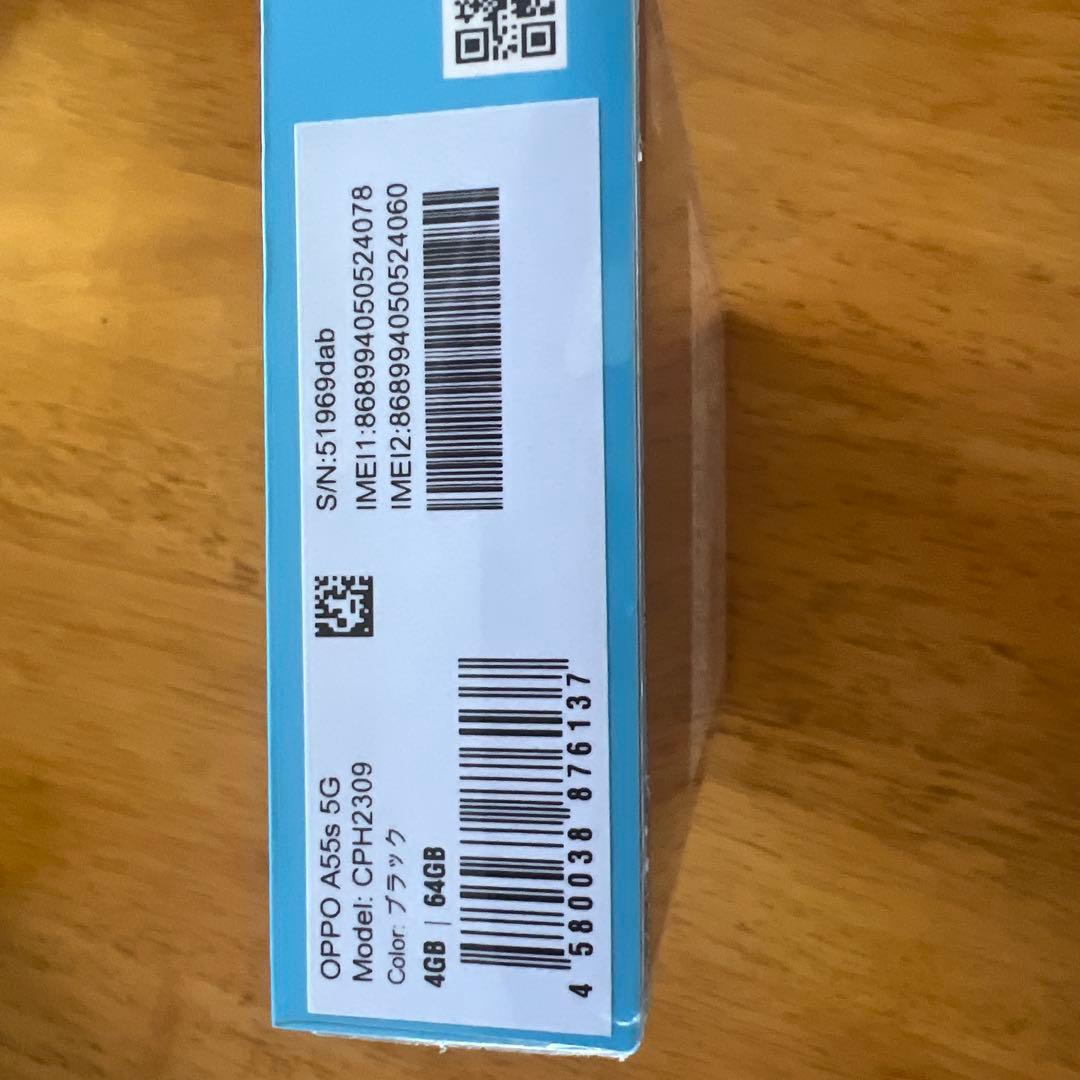 OPPO A55s 5G
Model: CPH2309
Color: ブラック
4GB | 64GB
4 580038 876137
S/N:51969dab
IMEI1:868994050524078
IMEI2:868994050524060